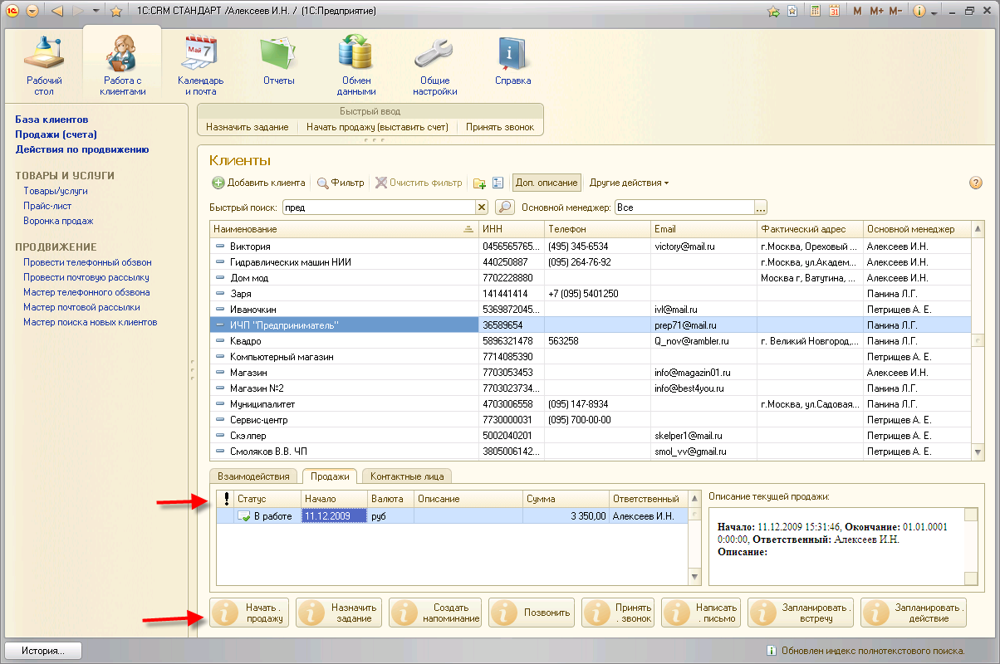 1С:CRM СТАНДАРТ /Алексеев И.Н. / (1С:Предприятие)
M M+ M-
31
Май 7
Рабочий стол
Работа с клиентами
Календарь и почта
Отчеты
Обмен данными
Общие настройки
Справка
База клиентов
Продажи (счета)
Действия по продвижению
ТОВАРЫ И УСЛУГИ
Товары/услуги
Прайс-лист
Воронка продаж
ПРОДВИЖЕНИЕ
Провести телефонный обзвон
Провести почтовую рассылку
Мастер телефонного обзвона
Мастер почтовой рассылки
Мастер поиска новых клиентов
Быстрый ввод
Назначить задание Начать продажу (выставить счет) Принять звонок
Клиенты
Добавить клиента Фильтр Очистить фильтр Доп. описание Другие действия
Быстрый поиск: пред Основной менеджер: Все ...
Наименование ИНН Телефон Email Фактический адрес Основной менеджер
Виктория 0456565765... (495) 345-6534 victory@mail.ru г.Москва, Ореховый ... Алексеев И.Н.
Гидравлических машин НИИ 440250887 (095) 264-76-92 г.Москва, ул.Академ... Алексеев И.Н.
Дом мод 7702228880 Москва г, Ватутина, ... Алексеев И.Н.
Заря 141441414 +7 (095) 5401250 Панина Л.Г.
Иваночкин 5369872045... ivl@mail.ru Петрищев А. Е.
ИЧП "Предприниматель" 36589654 prep71@mail.ru Панина Л.Г.
Квадро 5896321478 563258 Q_nov@rambler.ru г. Великий Новгород,... Панина Л.Г.
Компьютерный магазин 7714085390 Петрищев А. Е.
Магазин 7703053453 info@magazin01.ru Алексеев И.Н.
Магазин №2 7703023734... info@best4you.ru Панина Л.Г.
Муниципалитет 4703006558 (095) 147-8934 г.Москва, ул.Садовая... Панина Л.Г.
Сервис-центр 7730000031 (095) 700-00-00 Петрищев А. Е.
Скэлпер 5002040201 skelper1@mail.ru Петрищев А. Е.
Смоляков В.В. ЧП 3805006142... smol_vv@gmail.ru Петрищев А. Е.
Взаимодействия Продажи Контактные лица
Статус Начало Валюта Описание Сумма Ответственный
В работе 11.12.2009 руб 3 350,00 Алексеев И.Н.
Описание текущей продажи:
Начало: 11.12.2009 15:31:46, Окончание: 01.01.0001
0:00:00, Ответственный: Алексеев И.Н.
Описание:
Начать . продажу
Назначить задание
Создать напоминание
Позвонить
Принять . звонок
Написать . письмо
Запланировать . встречу
Запланировать . действие
История...
Обновлен индекс полнотекстового поиска.